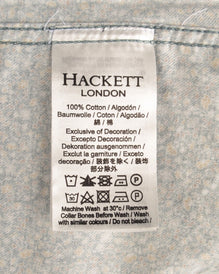 HACKETT
LONDON
100% Cotton / Algodón /
Baumwolle / Coton / Algodão
/ 綿 / 棉
Exclusive of Decoration /
Excepto Decoración /
Dekoration ausgenommen /
Exclut la garniture / Excepto
decoração / 装飾を除く / 装饰
部分除外
Machine Wash at 30°c / Remove
Collar Bones Before Wash / Wash
with similar colours / Do not bleach /